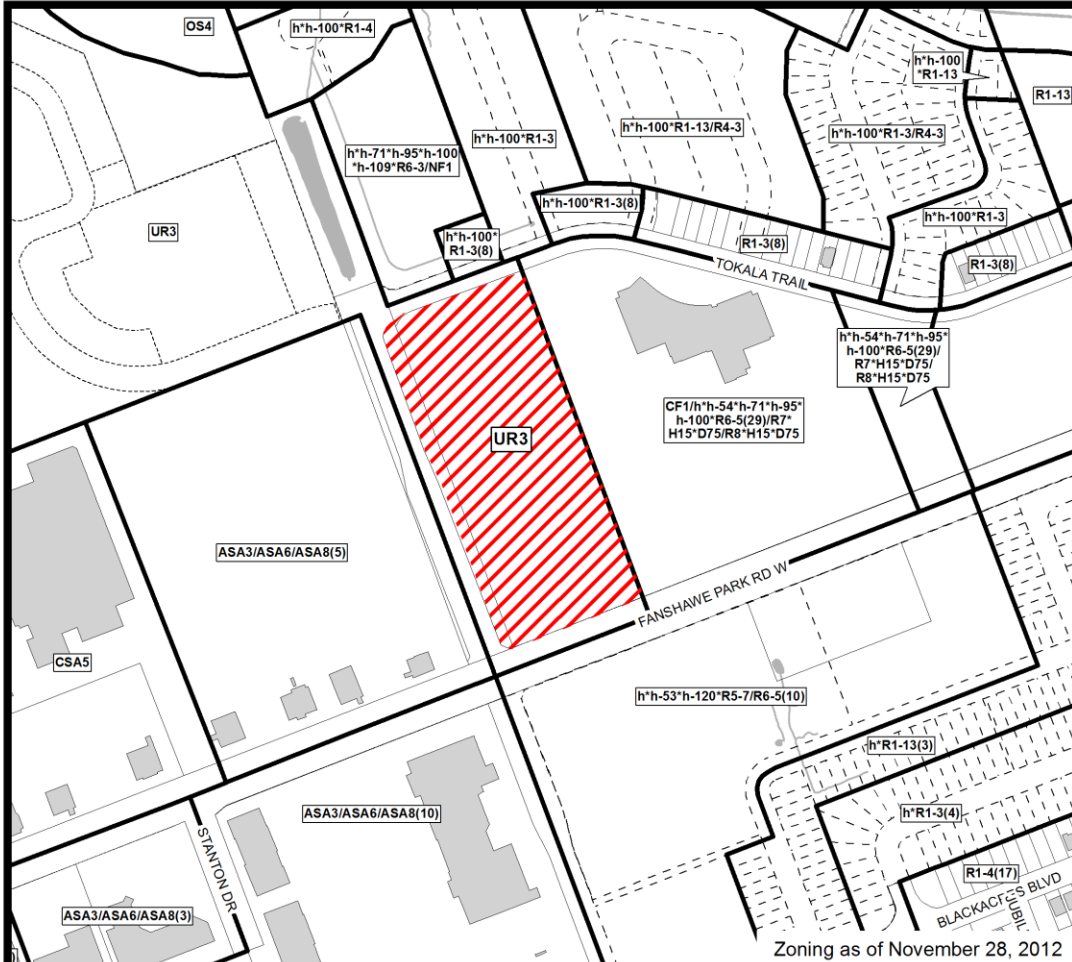 OS4
h*h-100*R1-4
h*h-100
*R1-13
R1-13
h*h-71*h-95*h-100
*h-109*R6-3/NF1
h*h-100*R1-3
h*h-100*R1-13/R4-3
h*h-100*R1-3/R4-3
UR3
h*h-100*
R1-3(8)
h*h-100*R1-3(8)
R1-3(8)
h*h-100*R1-3
R1-3(8)
TOKALA TRAIL
h*h-54*h-71*h-95*
h-100*R6-5(29)/
R7*H15*D75/
R8*H15*D75
CF1/h*h-54*h-71*h-95*
h-100*R6-5(29)/R7*
H15*D75/R8*H15*D75
UR3
ASA3/ASA6/ASA8(5)
FANSHAWE PARK RD W
CSA5
h*h-53*h-120*R5-7/R6-5(10)
h*R1-13(3)
ASA3/ASA6/ASA8(10)
h*R1-3(4)
STANTON DR
R1-4(17)
BLACKACRES BLVD
JUBIL
ASA3/ASA6/ASA8(3)
Zoning as of November 28, 2012